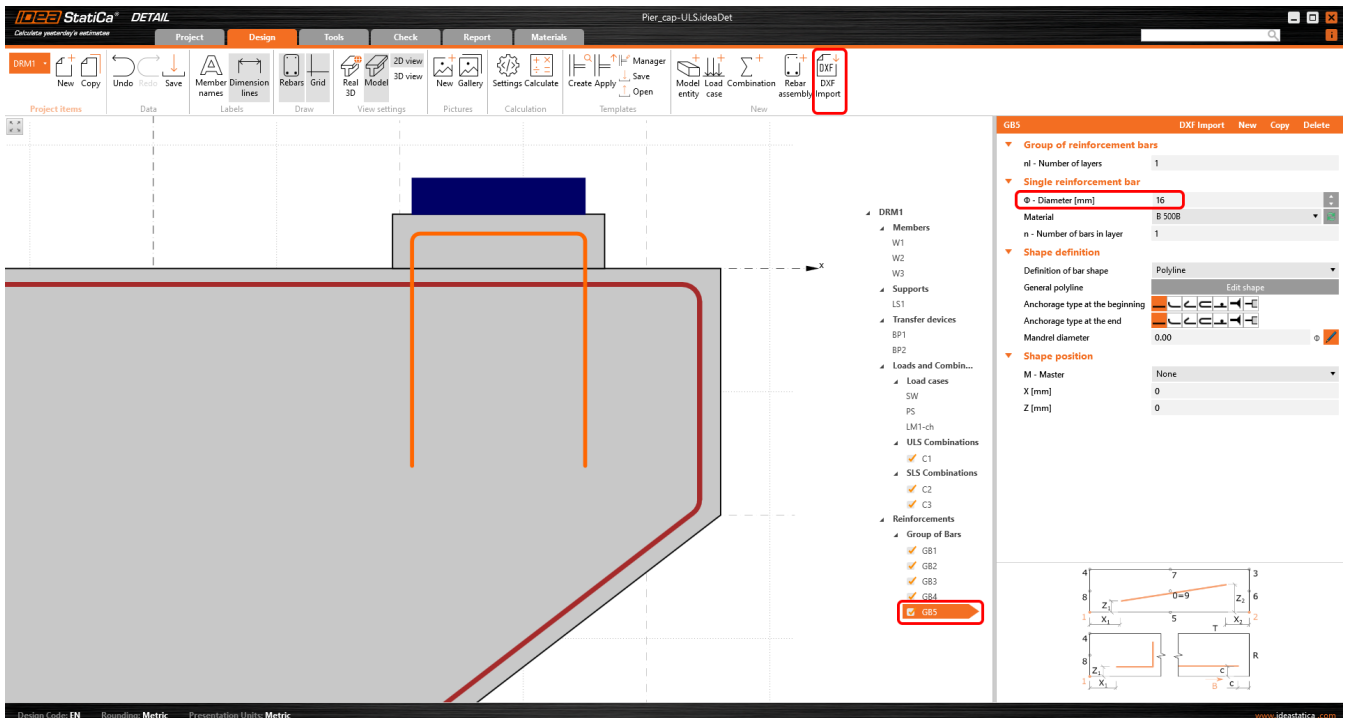 IDEA StatiCa® DETAIL
Calculate yesterday's estimates
Pier_cap-ULS.ideaDet
Project Design Tools Check Report Materials
DRM1
New Copy
Undo Redo Save
Member names
Dimension lines
Rebars Grid
Real 3D
Model
2D view
3D view
New Gallery
Settings Calculate
Create Apply
Manager
Save
Open
Model entity
Load case
Combination
Rebar assembly
DXF
DXF Import
Project items Data Labels Draw View settings Pictures Calculation Templates New
x
DRM1
Members
W1
W2
W3
Supports
LS1
Transfer devices
BP1
BP2
Loads and Combin...
Load cases
SW
PS
LM1-ch
ULS Combinations
C1
SLS Combinations
C2
C3
Reinforcements
Group of Bars
GB1
GB2
GB3
GB4
GB5
GB5 DXF Import New Copy Delete
Group of reinforcement bars
nl - Number of layers 1
Single reinforcement bar
Φ - Diameter [mm] 16
Material B 500B
n - Number of bars in layer 1
Shape definition
Definition of bar shape Polyline
General polyline Edit shape
Anchorage type at the beginning
Anchorage type at the end
Mandrel diameter 0.00 Φ
Shape position
M - Master None
X [mm] 0
Z [mm] 0
4 7 3
8 0=9 6
Z1 Z2
1 X1 5 X2 2
T
4
8 R
Z1 c
1 X1 B c
Design Code: EN Rounding: Metric Presentation Units: Metric
www.ideastatica.com